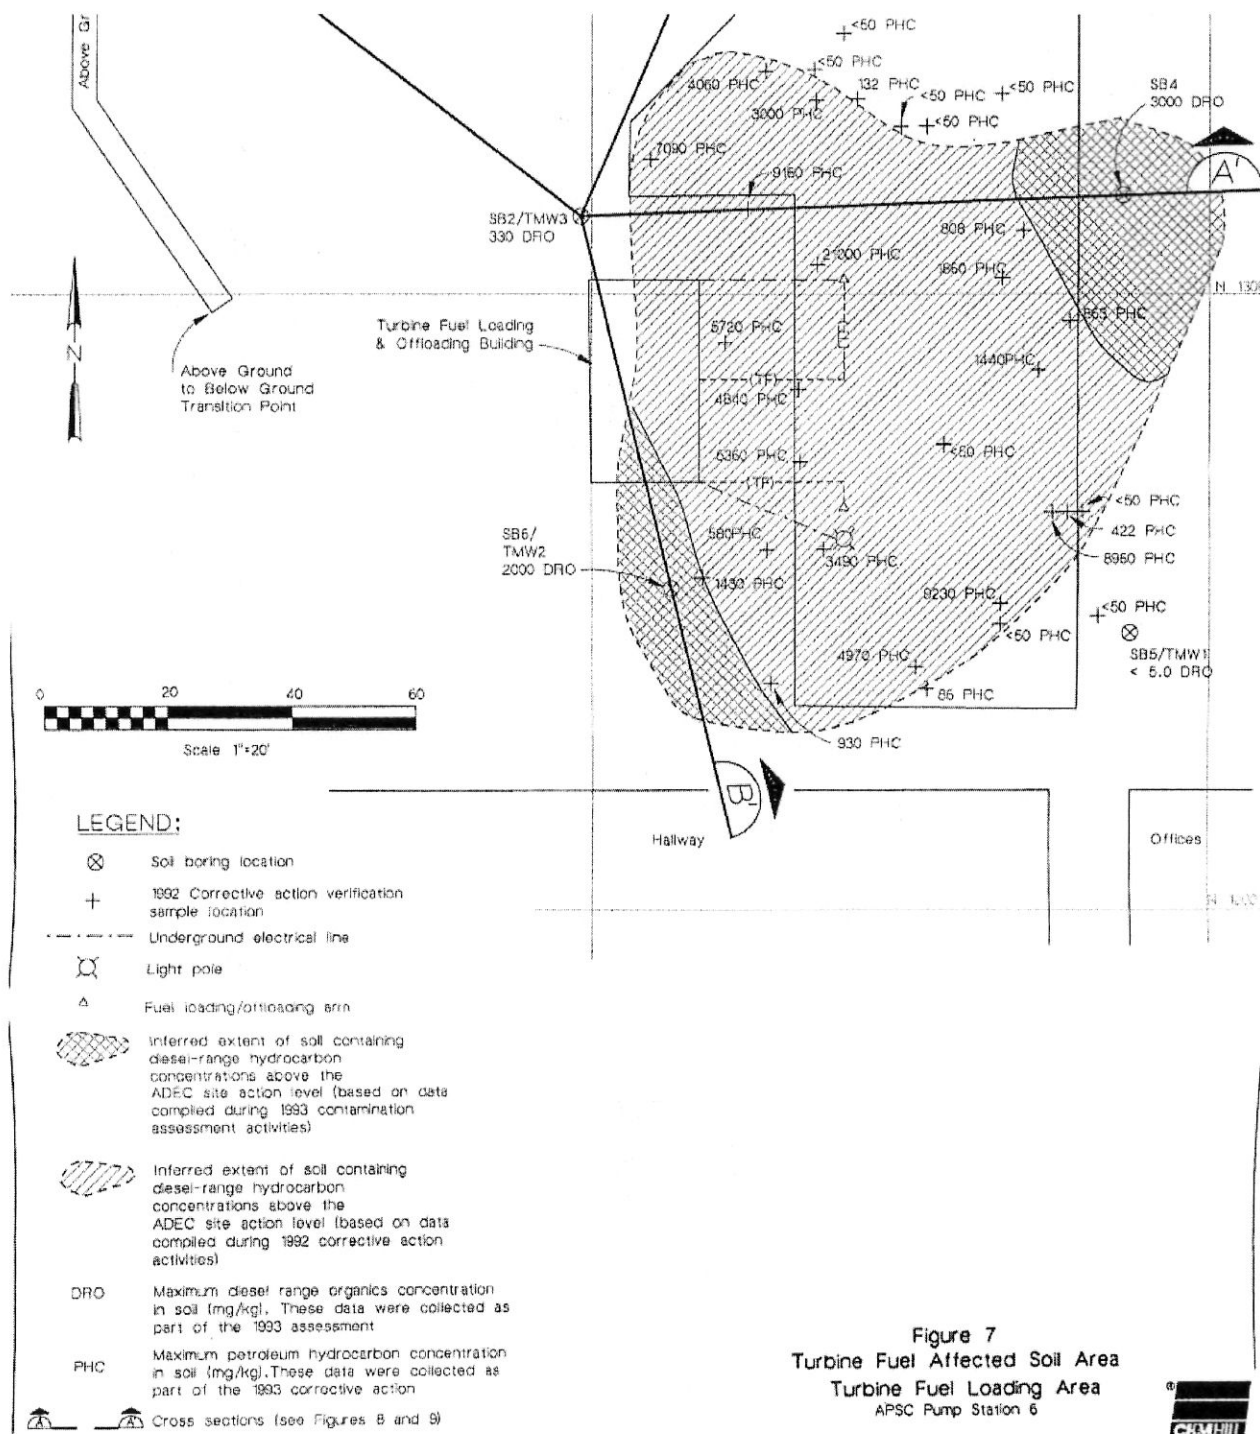 Above Gr
<50 PHC
<50 PHC
4060 PHC
132 PHC
3000 PHC
<50 PHC
<50 PHC
<50 PHC
SB4
3000 DRO
7090 PHC
9160 PHC
A'
SB2/TMW3
330 DRO
808 PHC
21000 PHC
1860 PHC
N 1300
Turbine Fuel Loading
& Offloading Building
5720 PHC
863 PHC
Above Ground
to Below Ground
Transition Point
N
E
1440PHC
(TF)
4840 PHC
<50 PHC
5360 PHC
(TF)
<50 PHC
422 PHC
8950 PHC
SB6/
TMW2
2000 DRO
580PHC
3490 PHC
1430 PHC
9230 PHC
<50 PHC
<50 PHC
SB5/TMW1
< 5.0 DRO
4970 PHC
86 PHC
930 PHC
0 20 40 60
Scale 1"=20'
B'
Hallway
Offices
LEGEND:
Soil boring location
1992 Corrective action verification
sample location
Underground electrical line
Light pole
Fuel loading/offloading arm
Inferred extent of soil containing
diesel-range hydrocarbon
concentrations above the
ADEC site action level (based on data
compiled during 1993 contamination
assessment activities)
Inferred extent of soil containing
diesel-range hydrocarbon
concentrations above the
ADEC site action level (based on data
compiled during 1992 corrective action
activities)
DRO Maximum diesel range organics concentration
in soil (mg/kg). These data were collected as
part of the 1993 assessment
PHC Maximum petroleum hydrocarbon concentration
in soil (mg/kg). These data were collected as
part of the 1993 corrective action
A A Cross sections (see Figures 8 and 9)
Figure 7
Turbine Fuel Affected Soil Area
Turbine Fuel Loading Area
APSC Pump Station 6
CH2MHILL